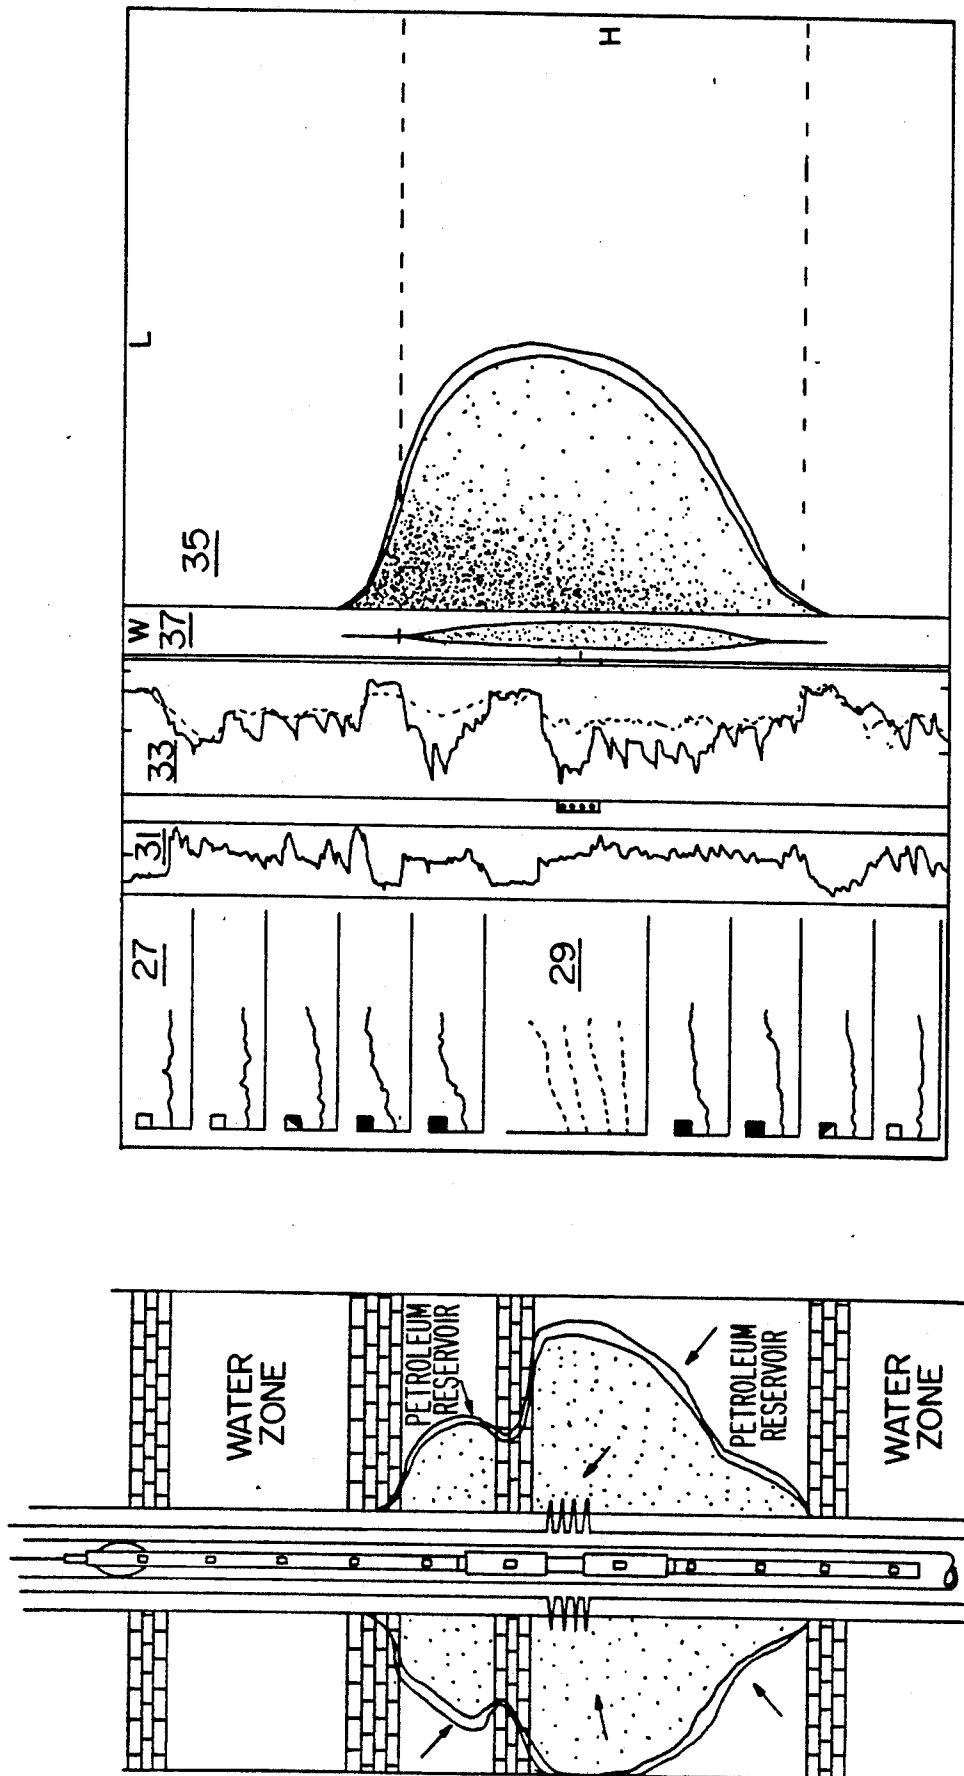 27
29
31
33
W
37
35
L
H
WATER
ZONE
PETROLEUM
RESERVOIR
PETROLEUM
RESERVOIR
WATER
ZONE